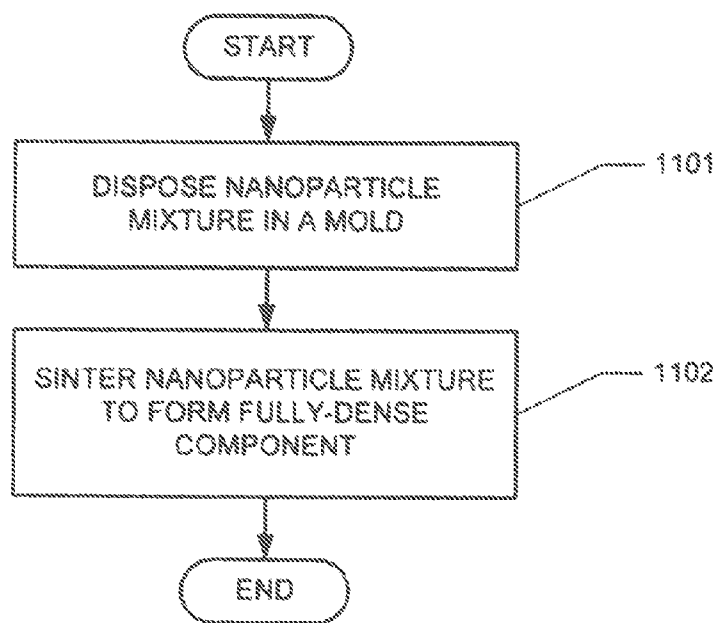 START
DISPOSE NANOPARTICLE
MIXTURE IN A MOLD
1101
SINTER NANOPARTICLE MIXTURE
TO FORM FULLY-DENSE
COMPONENT
1102
END